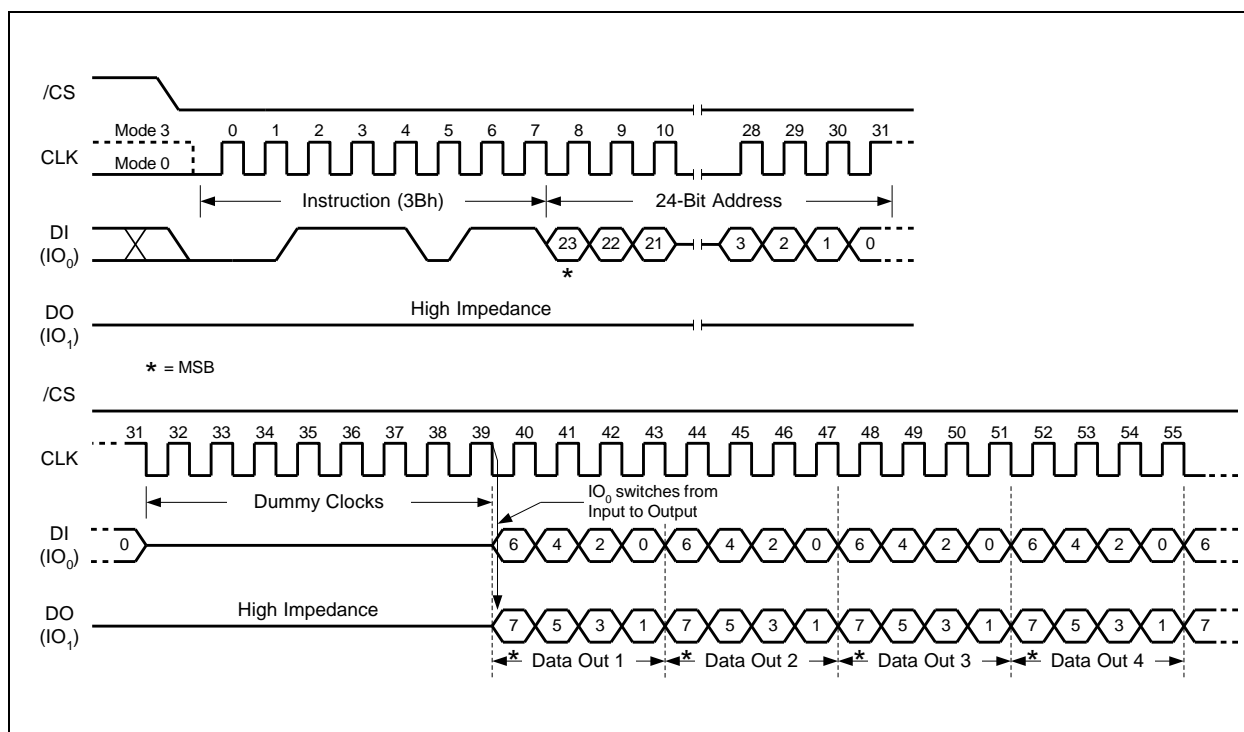 /CS
Mode 3 0 1 2 3 4 5 6 7 8 9 10 28 29 30 31
CLK Mode 0
Instruction (3Bh) 24-Bit Address
DI
(IO0) 23 22 21 3 2 1 0
*
High Impedance
DO
(IO1)
* = MSB
/CS
31 32 33 34 35 36 37 38 39 40 41 42 43 44 45 46 47 48 49 50 51 52 53 54 55
CLK
Dummy Clocks
IO0 switches from
Input to Output
DI
(IO0) 0 6 4 2 0 6 4 2 0 6 4 2 0 6 4 2 0 6
High Impedance
DO
(IO1) 7 5 3 1 7 5 3 1 7 5 3 1 7 5 3 1 7
* Data Out 1 * Data Out 2 * Data Out 3 * Data Out 4